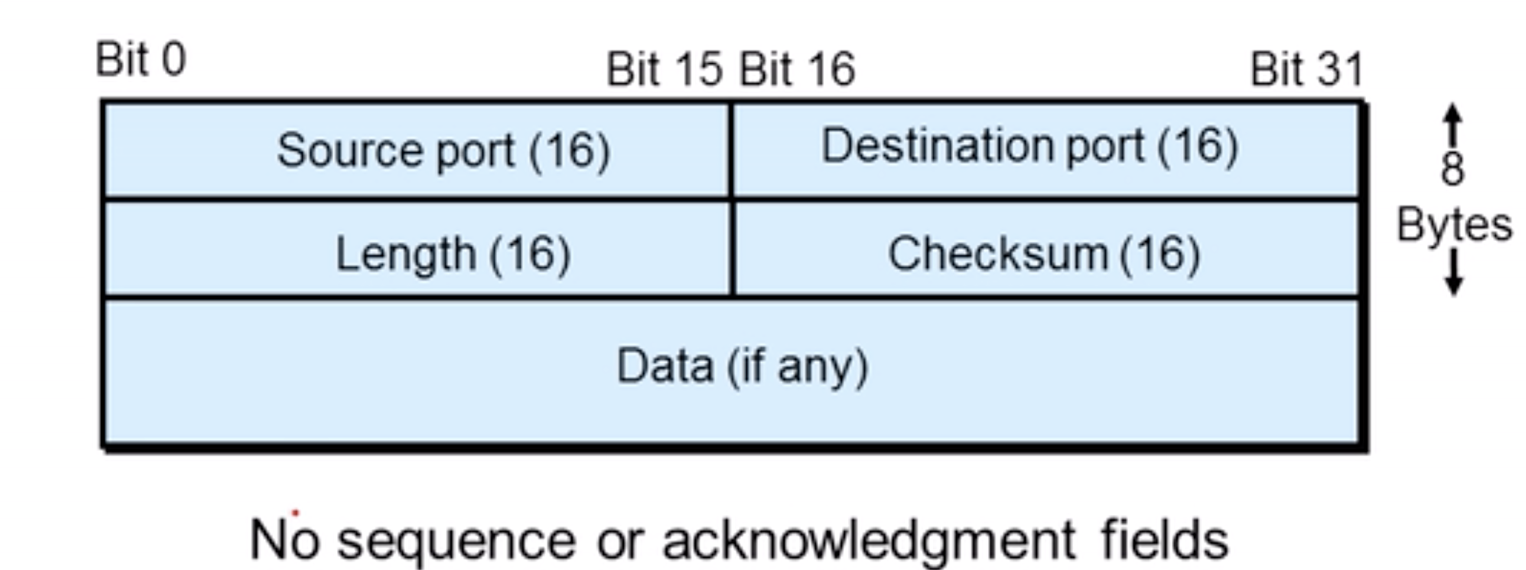 Bit 0 Bit 15 Bit 16 Bit 31
Source port (16) Destination port (16)
8
Length (16) Checksum (16)
Bytes
Data (if any)
No sequence or acknowledgment fields